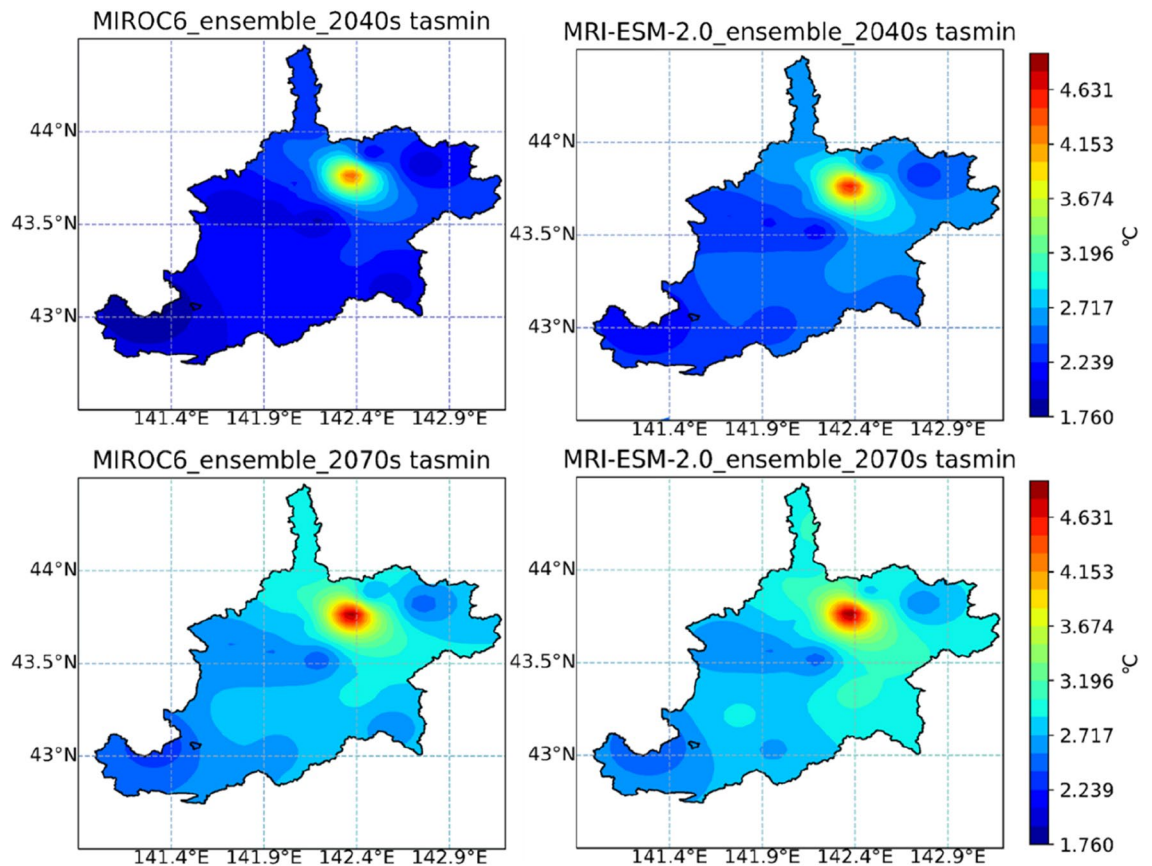 MIROC6_ensemble_2040s tasmin
MRI-ESM-2.0_ensemble_2040s tasmin
44°N
43.5°N
43°N
141.4°E 141.9°E 142.4°E 142.9°E
44°N
43.5°N
43°N
141.4°E 141.9°E 142.4°E 142.9°E
4.631
4.153
3.674
3.196
2.717
2.239
1.760
°C
MIROC6_ensemble_2070s tasmin
MRI-ESM-2.0_ensemble_2070s tasmin
44°N
43.5°N
43°N
141.4°E 141.9°E 142.4°E 142.9°E
44°N
43.5°N
43°N
141.4°E 141.9°E 142.4°E 142.9°E
4.631
4.153
3.674
3.196
2.717
2.239
1.760
°C